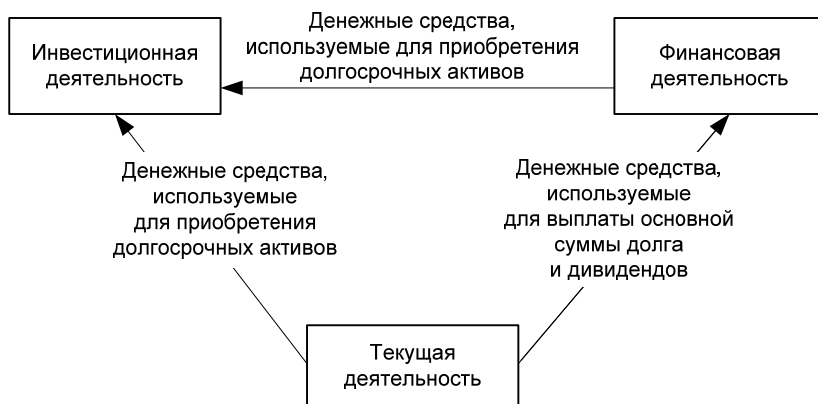 Инвестиционная
деятельность
Денежные средства,
используемые для приобретения
долгосрочных активов
Финансовая
деятельность
Денежные средства,
используемые
для приобретения
долгосрочных активов
Денежные средства,
используемые
для выплаты основной
суммы долга
и дивидендов
Текущая
деятельность